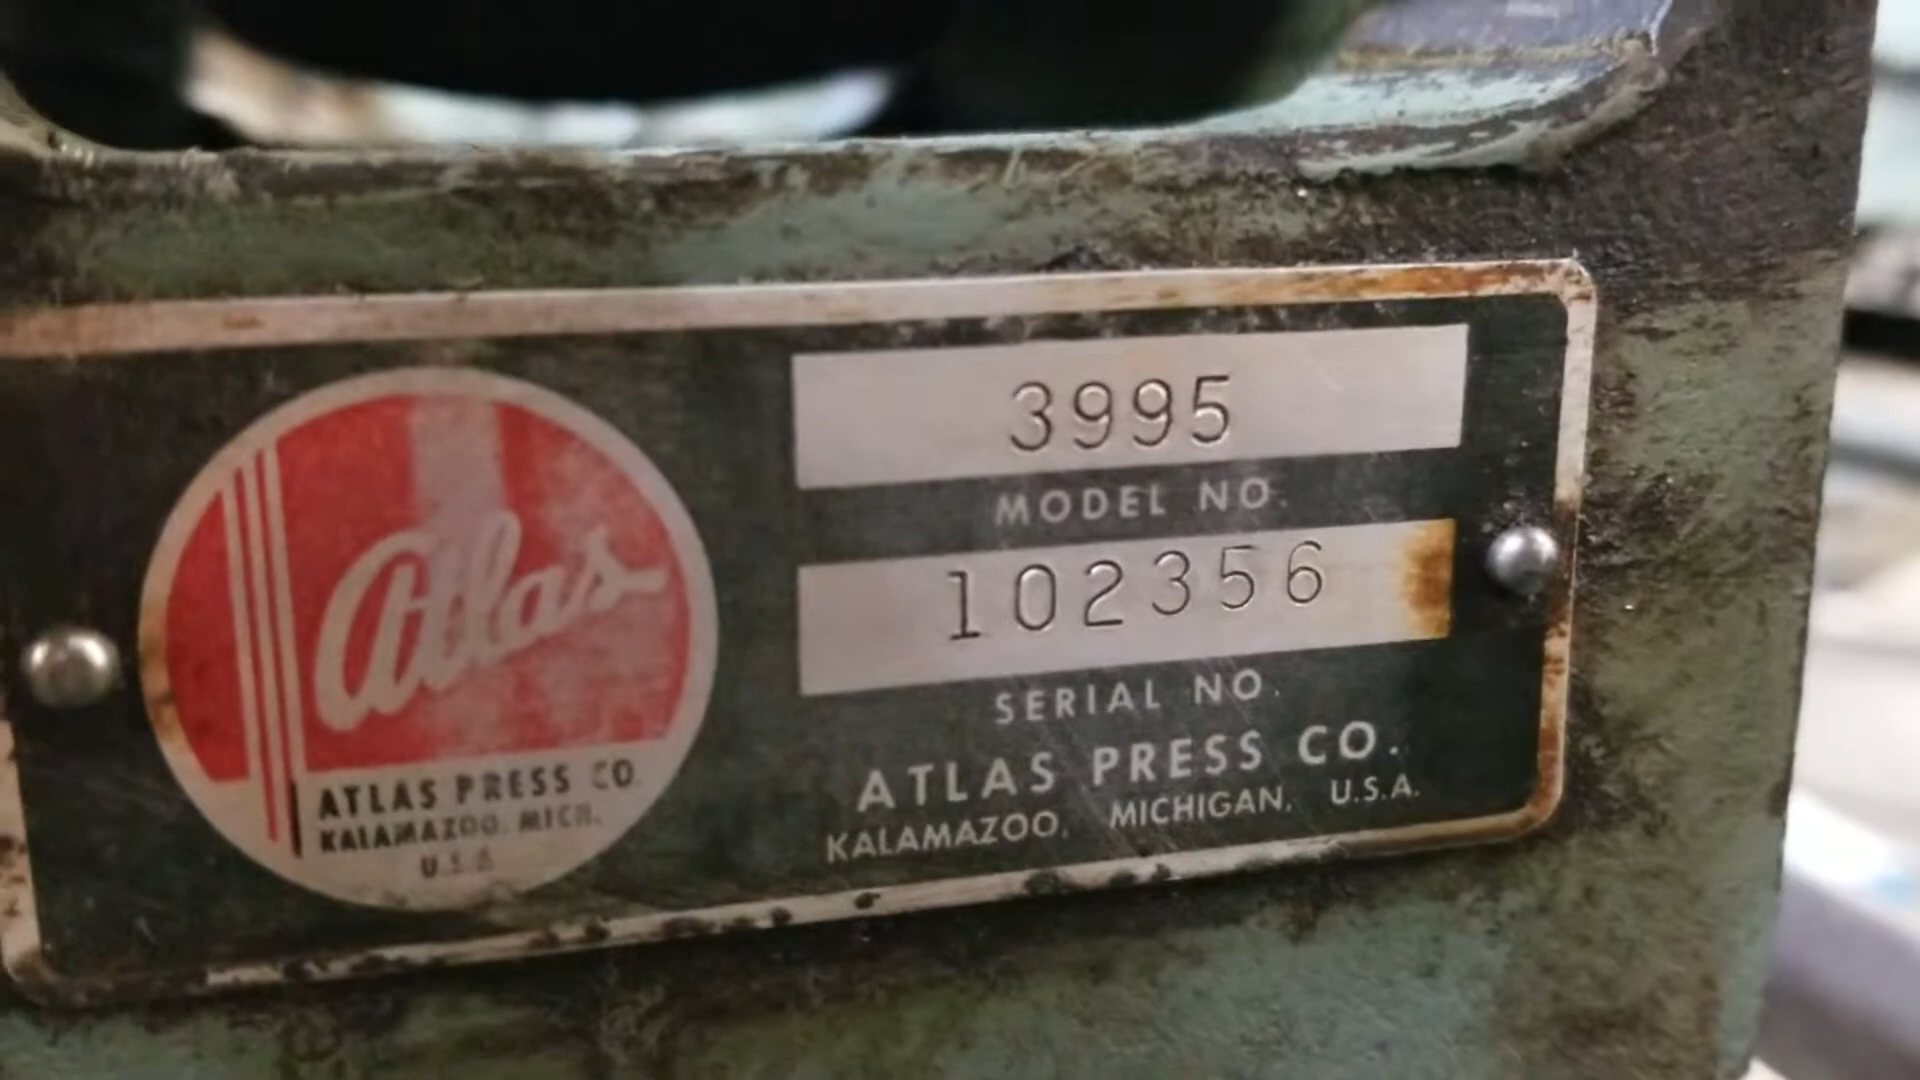 Atlas
ATLAS PRESS CO.
KALAMAZOO, MICH.
U.S.A.
3995
MODEL NO.
102356
SERIAL NO.
ATLAS PRESS CO.
KALAMAZOO, MICHIGAN, U.S.A.